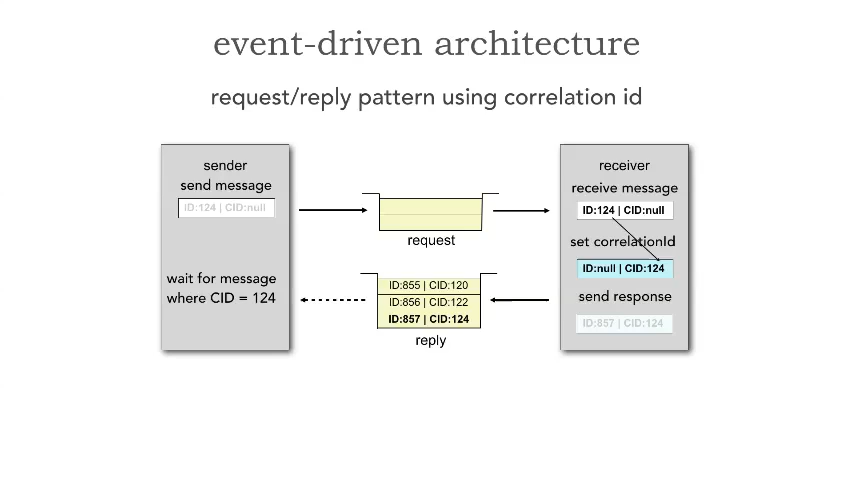 event-driven architecture
request/reply pattern using correlation id
sender
send message
ID:124 | CID:null
wait for message
where CID = 124
request
ID:855 | CID:120
ID:856 | CID:122
ID:857 | CID:124
reply
receiver
receive message
ID:124 | CID:null
set correlationId
ID:null | CID:124
send response
ID:857 | CID:124